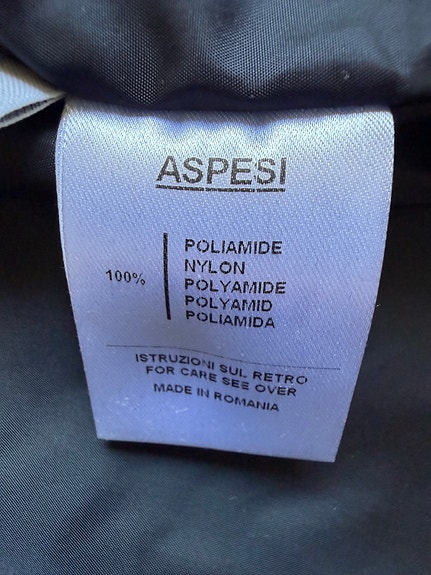 ASPESI
100%
POLIAMIDE
NYLON
POLYAMIDE
POLYAMID
POLIAMIDA
ISTRUZIONI SUL RETRO
FOR CARE SEE OVER
MADE IN ROMANIA